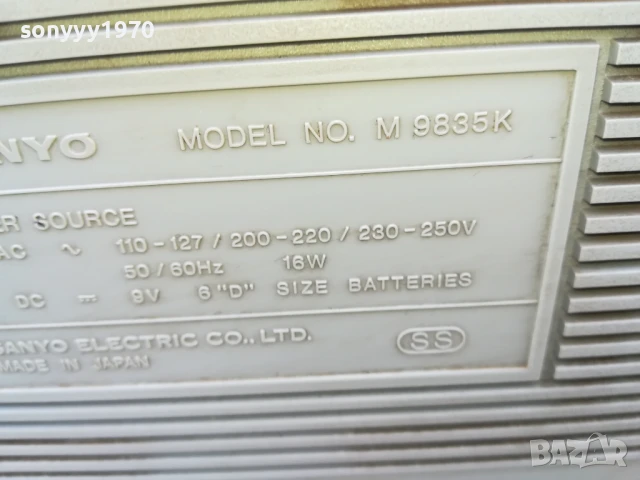 sonyyy1970
NYO MODEL NO. M 9835K
ER SOURCE
AC ~ 110-127 / 200-220 / 230-250V
50 / 60Hz 16W
DC 9V 6 "D" SIZE BATTERIES
SANYO ELECTRIC CO., LTD.
MADE IN JAPAN
SS
BAZAR